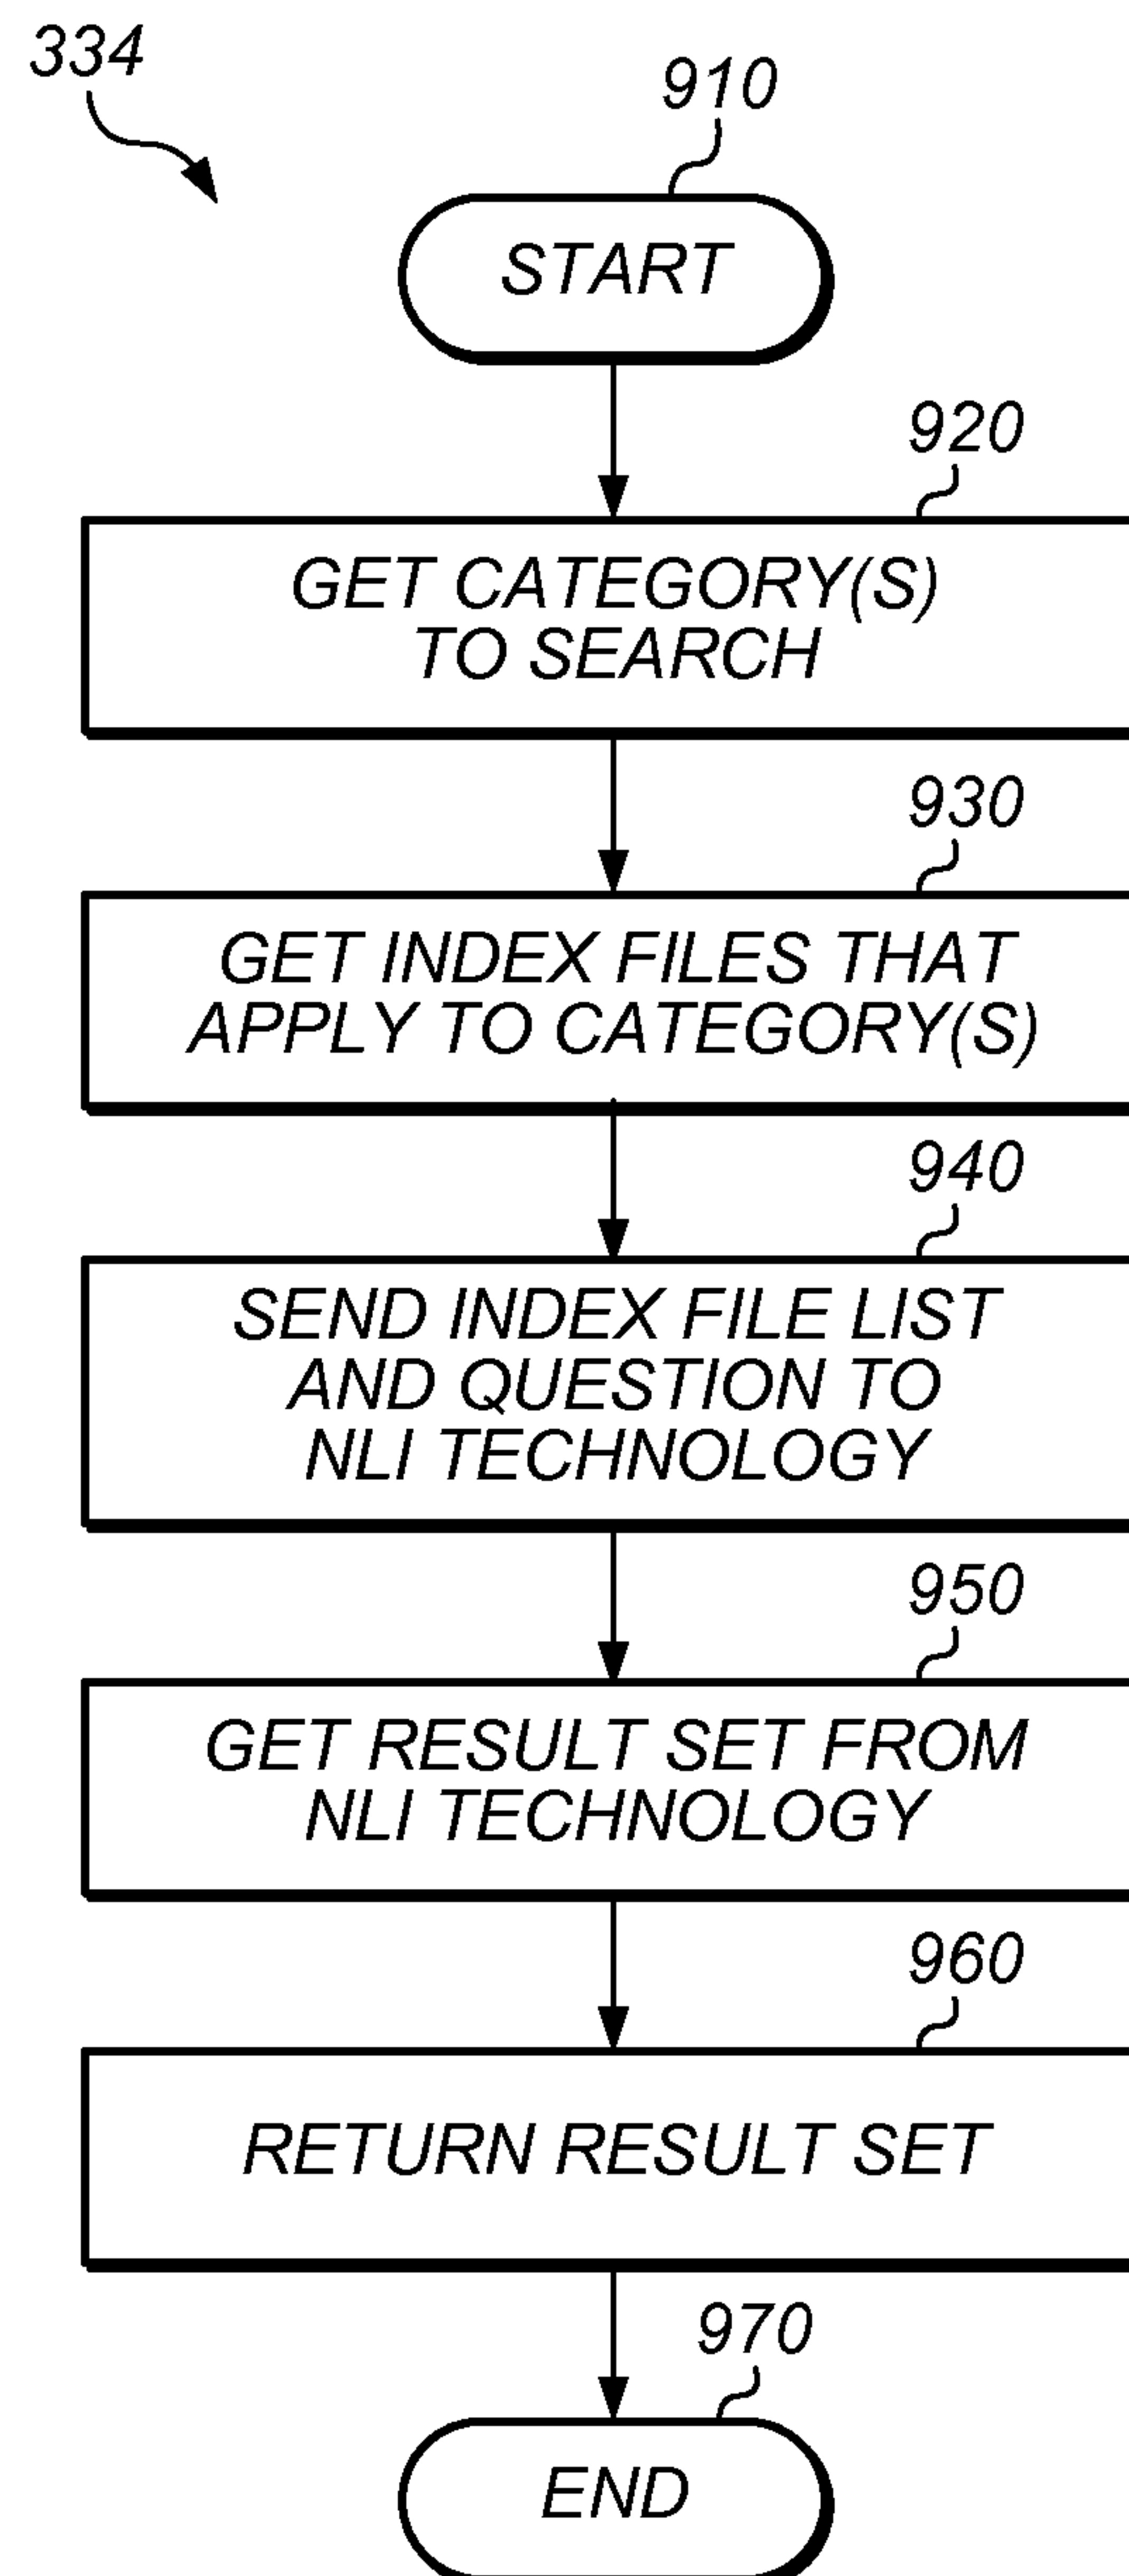 334
910
START
920
GET CATEGORY(S)
TO SEARCH
930
GET INDEX FILES THAT
APPLY TO CATEGORY(S)
940
SEND INDEX FILE LIST
AND QUESTION TO
NLI TECHNOLOGY
950
GET RESULT SET FROM
NLI TECHNOLOGY
960
RETURN RESULT SET
970
END